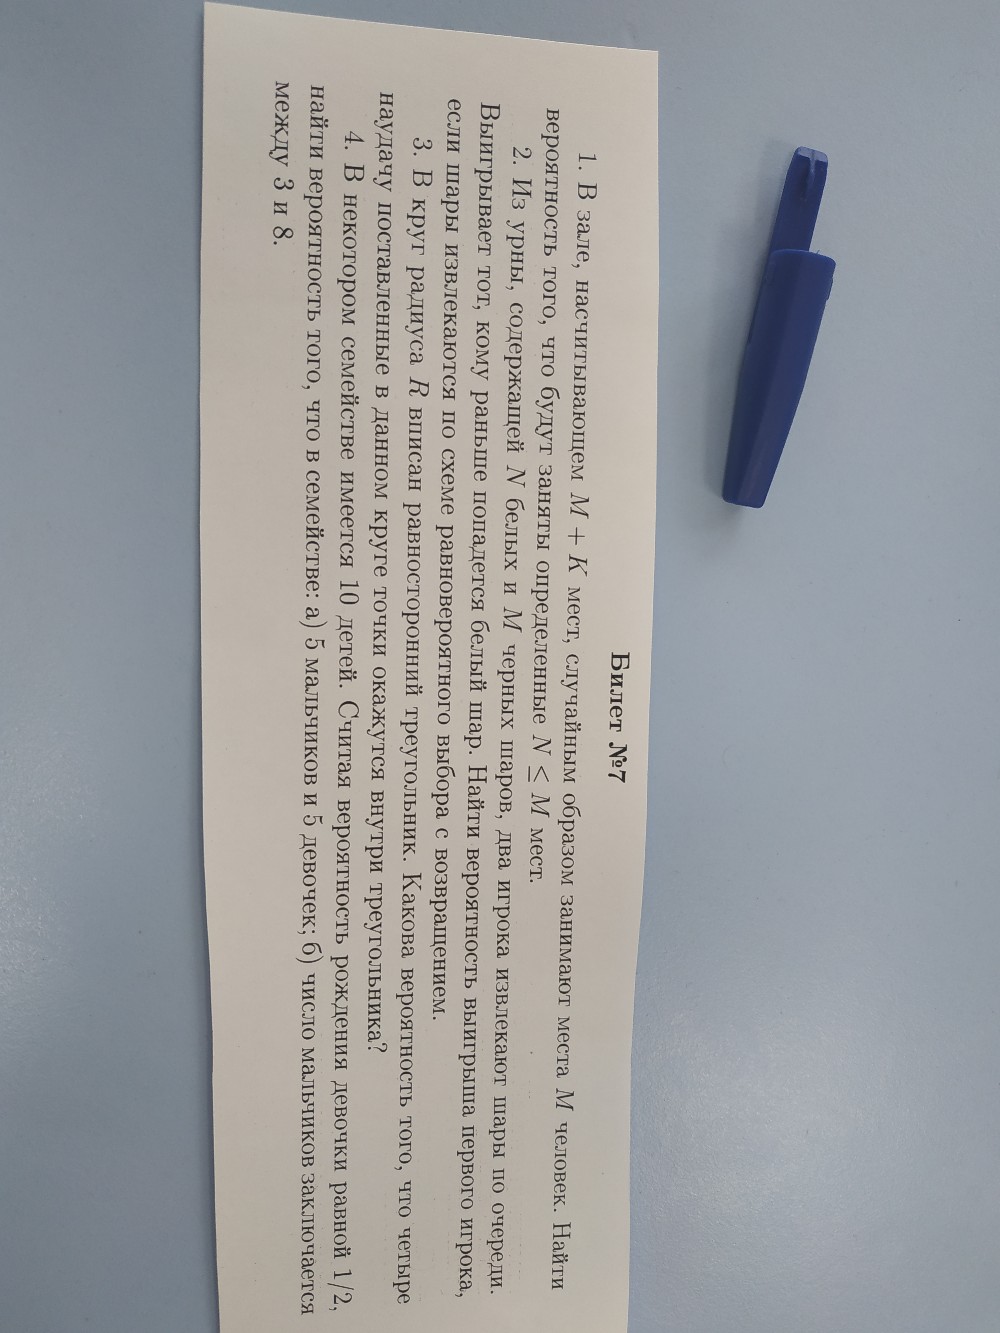 Билет №7
1. В зале, насчитывающем M + K мест, случайным образом занимают места M человек. Найти
вероятность того, что будут заняты определенные N ≤ M мест.
2. Из урны, содержащей N белых и M черных шаров, два игрока извлекают шары по очереди.
Выигрывает тот, кому раньше попадется белый шар. Найти вероятность выигрыша первого игрока,
если шары извлекаются по схеме равновероятного выбора с возвращением.
3. В круг радиуса R вписан равносторонний треугольник. Какова вероятность того, что четыре
наудачу поставленные в данном круге точки окажутся внутри треугольника?
4. В некотором семействе имеется 10 детей. Считая вероятность рождения девочки равной 1/2,
найти вероятность того, что в семействе: а) 5 мальчиков и 5 девочек; б) число мальчиков заключается
между 3 и 8.